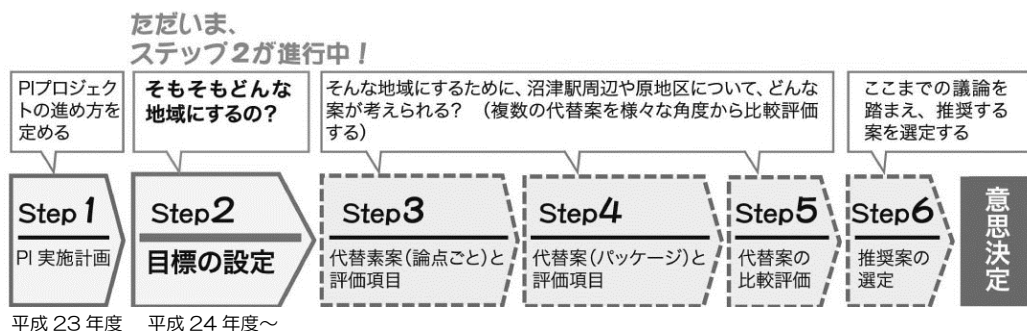 ただいま、
ステップ2が進行中！
PIプロジェク
トの進め方を
定める
そもそもどんな
地域にするの？
そんな地域にするために、沼津駅周辺や原地区について、どんな
案が考えられる？ （複数の代替案を様々な角度から比較評価
する）
ここまでの議論を
踏まえ、推奨する
案を選定する
Step1
PI 実施計画
Step2
目標の設定
Step3
代替素案（論点ごと）と
評価項目
Step4
代替案（パッケージ）と
評価項目
Step5
代替案の
比較評価
Step6
推奨案の
選定
意思決定
平成 23 年度
平成 24 年度～